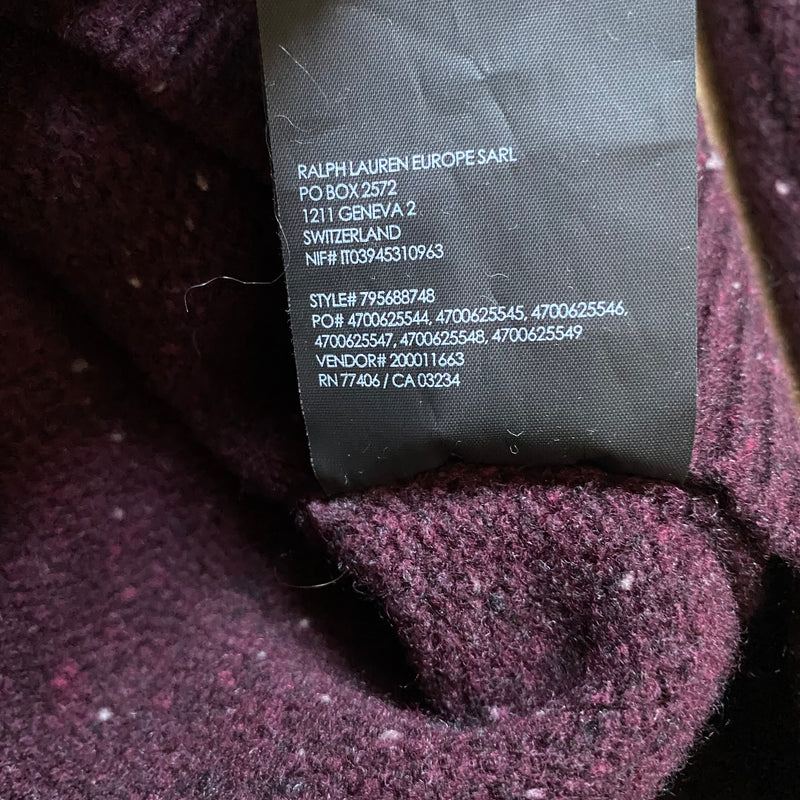 RALPH LAUREN EUROPE SARL
PO BOX 2572
1211 GENEVA 2
SWITZERLAND
NIF# IT03945310963
STYLE# 795688748
PO# 4700625544, 4700625545, 4700625546,
4700625547, 4700625548, 4700625549
VENDOR# 200011663
RN 77406 / CA 03234